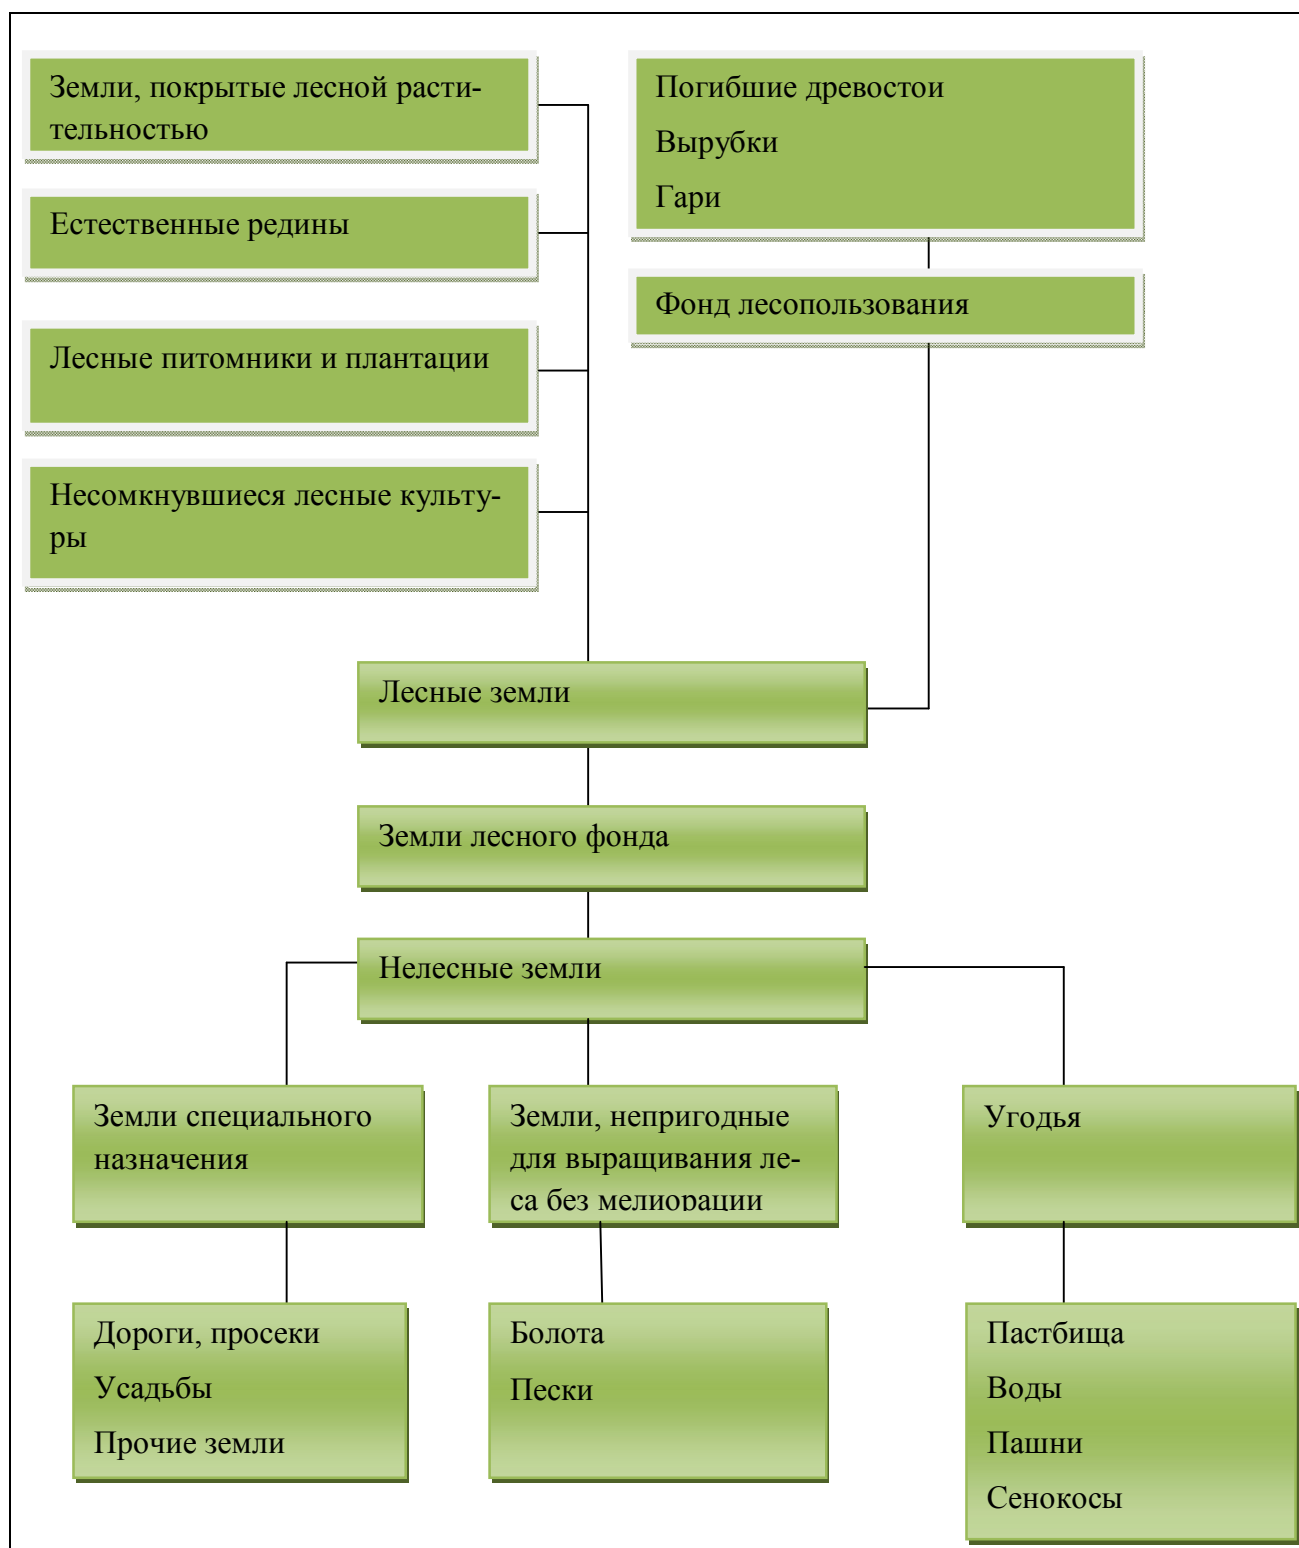 Земли, покрытые лесной расти-
тельностью
Естественные редины
Лесные питомники и плантации
Несомкнувшиеся лесные культу-
ры
Погибшие древостои
Вырубки
Гари
Фонд лесопользования
Лесные земли
Земли лесного фонда
Нелесные земли
Земли специального
назначения
Земли, непригодные
для выращивания ле-
са без мелиорации
Угодья
Дороги, просеки
Усадьбы
Прочие земли
Болота
Пески
Пастбища
Воды
Пашни
Сенокосы